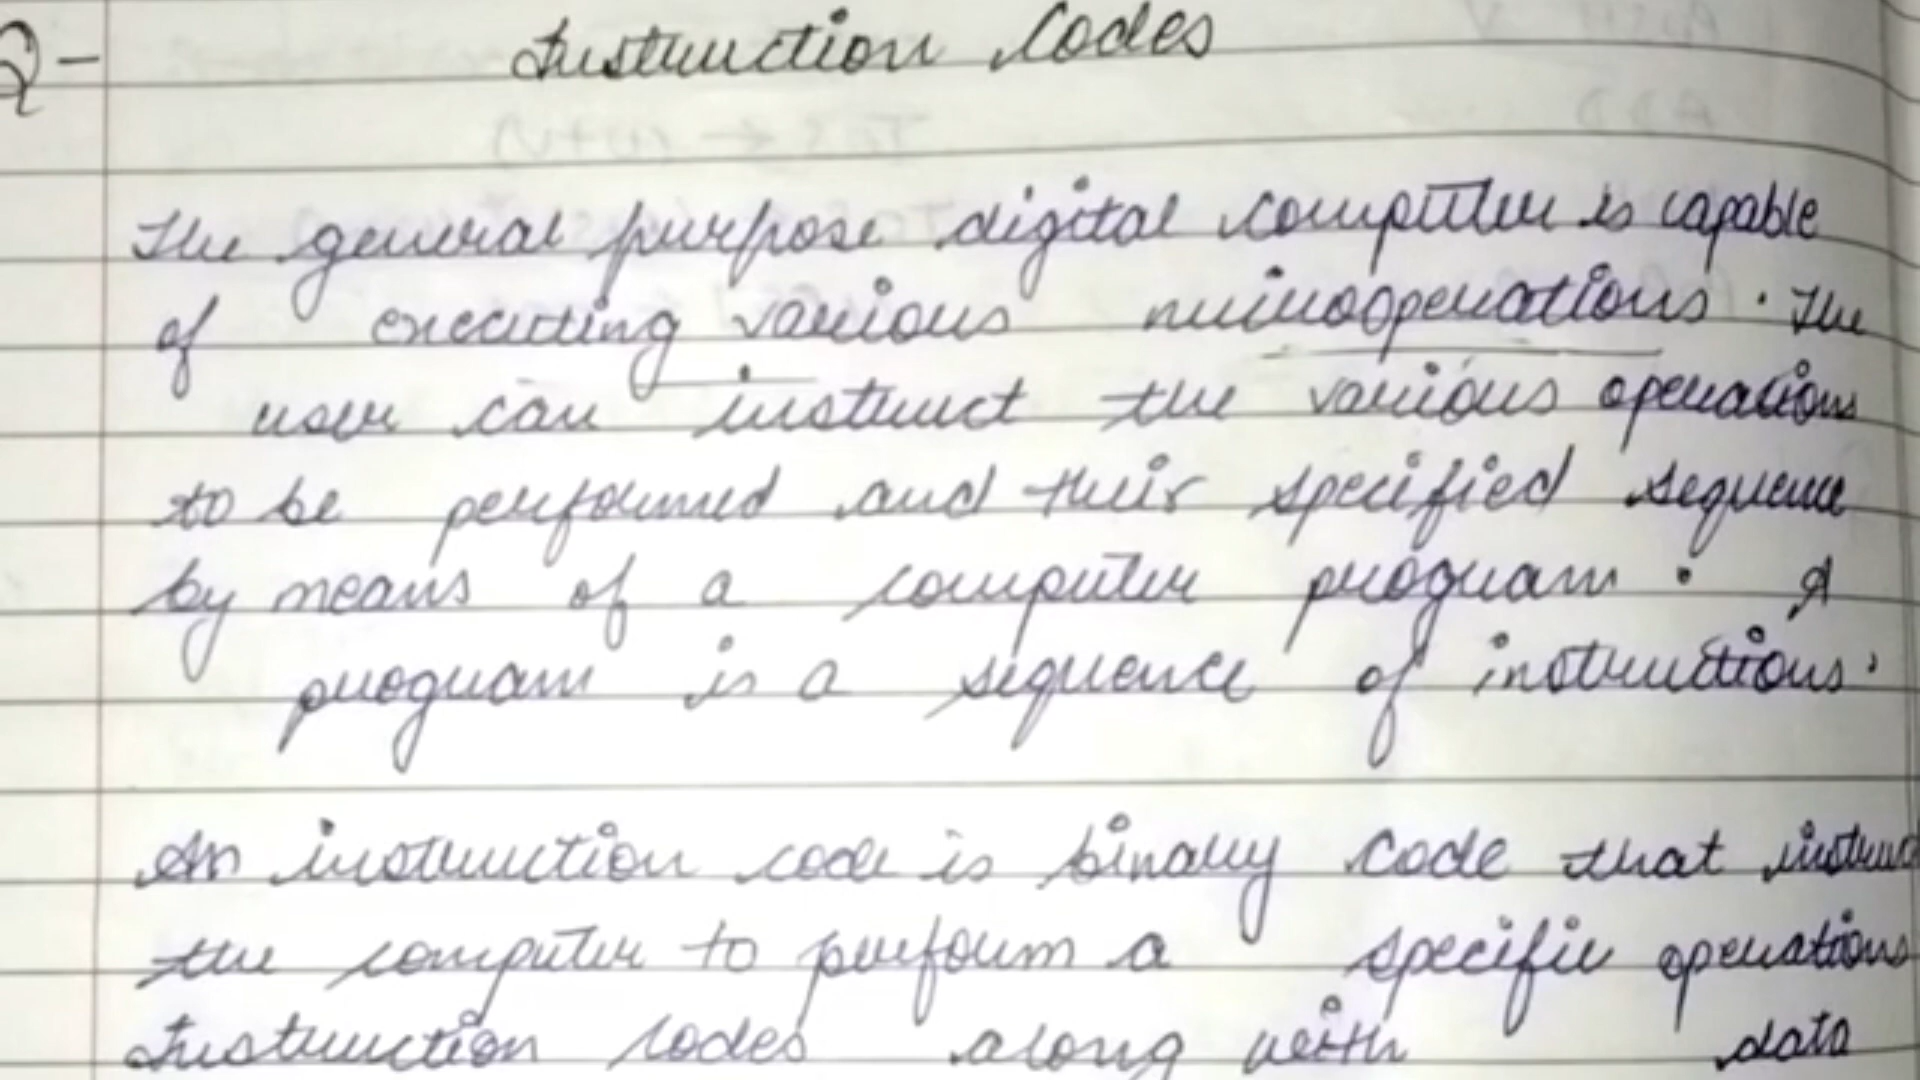 Q- Instruction Codes
The general purpose digital computer is capable
of executing various microoperations. The
user can instruct the various operations
to be performed and their specified sequence
by means of a computer program. A
program is a sequence of instructions.
An instruction code is binary code that instruct
the computer to perform a specific operations
Instruction codes along with data